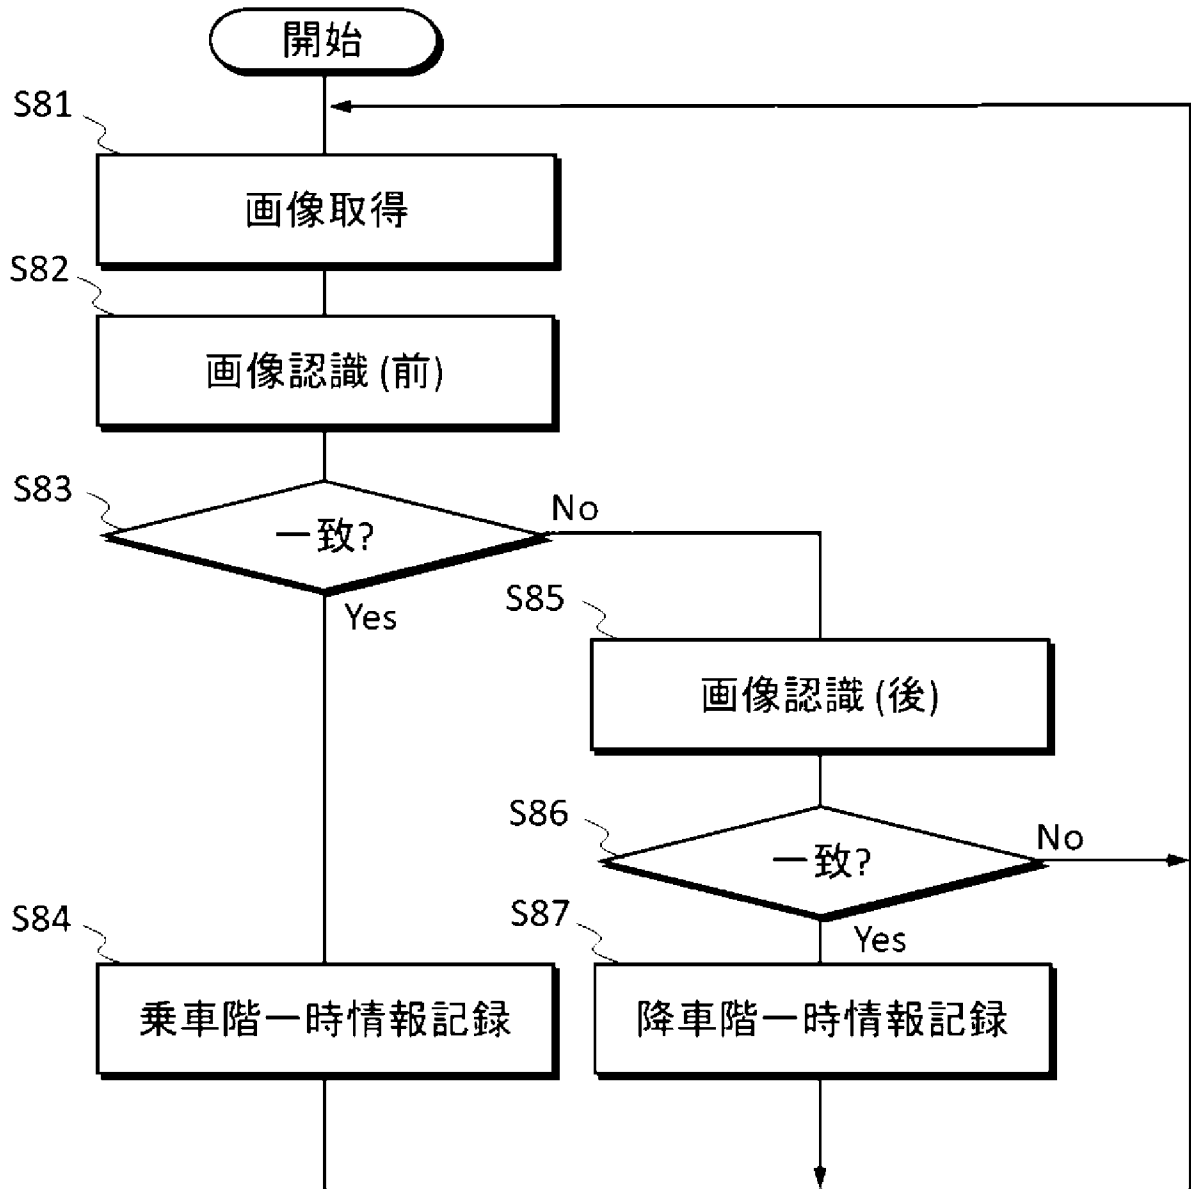 開始
S81
画像取得
S82
画像認識 (前)
S83
一致?
No
Yes
S85
画像認識 (後)
S86
一致?
No
Yes
S84
乗車階一時情報記録
S87
降車階一時情報記録